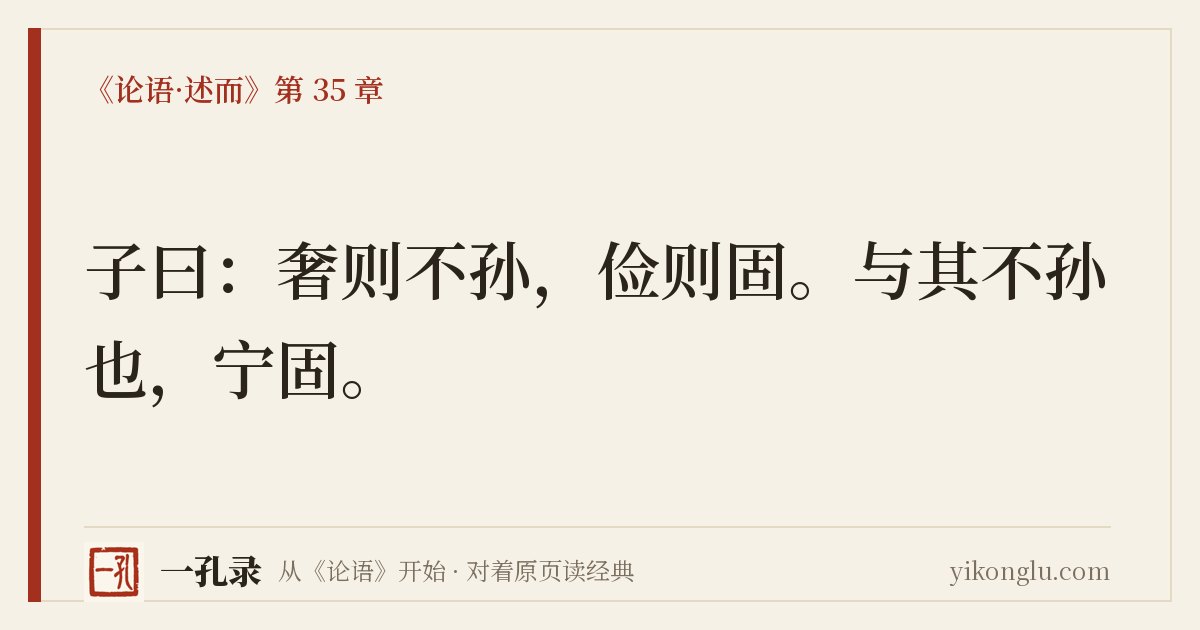 《论语·述而》第 35 章
子曰：奢则不孙，俭则固。与其不孙
也，宁固。
一孔
一孔录 从《论语》开始 · 对着原页读经典 yikonglu.com